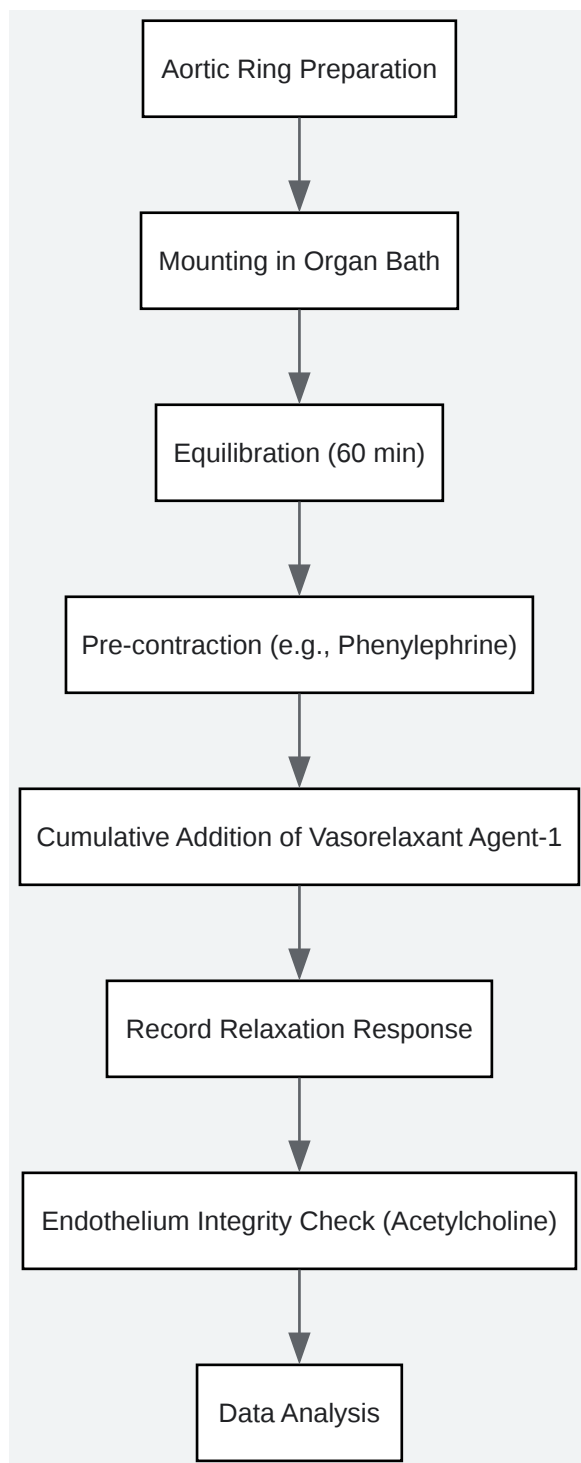 Aortic Ring Preparation
Mounting in Organ Bath
Equilibration (60 min)
Pre-contraction (e.g., Phenylephrine)
Cumulative Addition of Vasorelaxant Agent-1
Record Relaxation Response
Endothelium Integrity Check (Acetylcholine)
Data Analysis